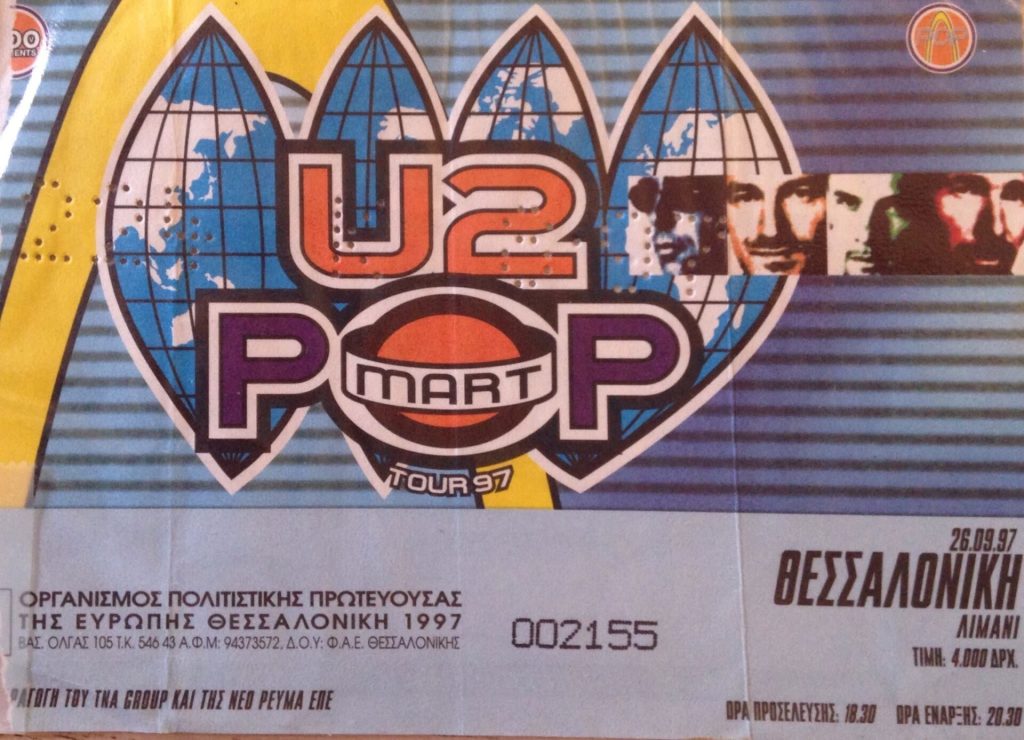 POP
U2
POP
MART
TOUR 97
26.09.97
ΘΕΣΣΑΛΟΝΙΚΗ
ΛΙΜΑΝΙ
ΤΙΜΗ: 4.000 ΔΡΧ.
ΟΡΓΑΝΙΣΜΟΣ ΠΟΛΙΤΙΣΤΙΚΗΣ ΠΡΩΤΕΥΟΥΣΑΣ
ΤΗΣ ΕΥΡΩΠΗΣ ΘΕΣΣΑΛΟΝΙΚΗ 1997
ΒΑΣ. ΟΛΓΑΣ 105 Τ.Κ. 546 43 Α.Φ.Μ: 94373572, Δ.Ο.Υ: Φ.Α.Ε. ΘΕΣΣΑΛΟΝΙΚΗΣ
002155
ΤΟΥ ΤΝΑ GROUP ΚΑΙ ΤΗΣ ΝΕΟ ΡΕΥΜΑ ΕΠΕ
ΩΡΑ ΠΡΟΣΕΛΕΥΣΗΣ: 18.30 ΩΡΑ ΕΝΑΡΞΗΣ: 20.30